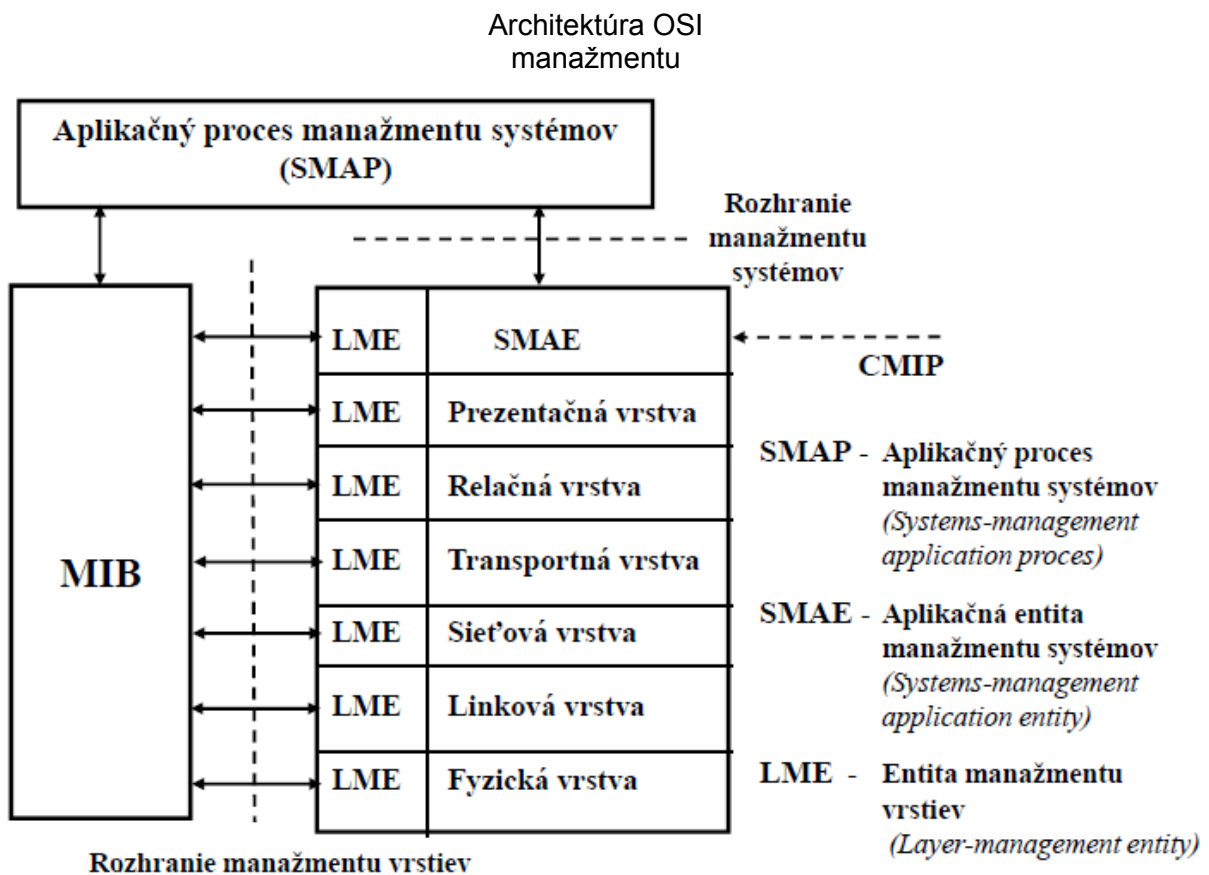 Architektúra OSI
manažmentu
Aplikačný proces manažmentu systémov
(SMAP)
Rozhranie
manažmentu
systémov
LME SMAE
CMIP
LME Prezentačná vrstva
LME Relačná vrstva
LME Transportná vrstva
LME Sieťová vrstva
LME Linková vrstva
LME Fyzická vrstva
MIB
Rozhranie manažmentu vrstiev
SMAP - Aplikačný proces
manažmentu systémov
(Systems-management
application proces)
SMAE - Aplikačná entita
manažmentu systémov
(Systems-management
application entity)
LME - Entita manažmentu
vrstiev
(Layer-management entity)